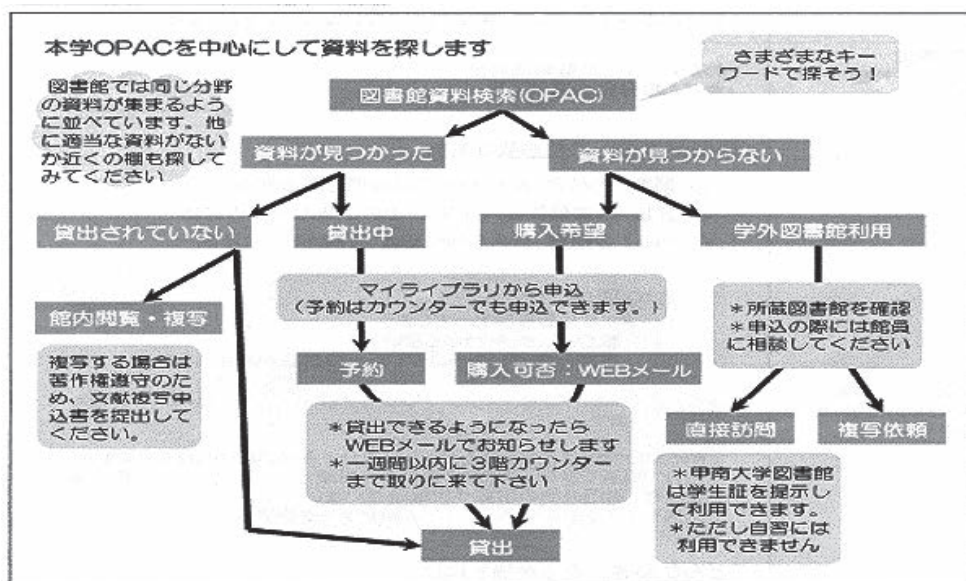 本学OPACを中心にして資料を探します
さまざまなキー
ワードで探そう！
図書館では同じ分野
の資料が集まるよう
に並べています。他
に適当な資料がない
か近くの棚も探して
みてください
図書館資料検索(OPAC)
資料が見つかった
資料が見つからない
貸出されていない
貸出中
購入希望
学外図書館利用
マイライブラリから申込
(予約はカウンターでも申込できます。)
館内閲覧・複写
＊所蔵図書館を確認
＊申込の際には館員
に相談してください
複写する場合は
著作権遵守のた
め、文献複写申
込書を提出して
ください。
予約
購入可否：WEBメール
＊貸出できるようになったら
WEBメールでお知らせします
＊一週間以内に３階カウンター
まで取りに来て下さい
直接訪問
複写依頼
＊甲南大学図書館
は学生証を提示し
て利用できます。
＊ただし自習には
利用できません
貸出